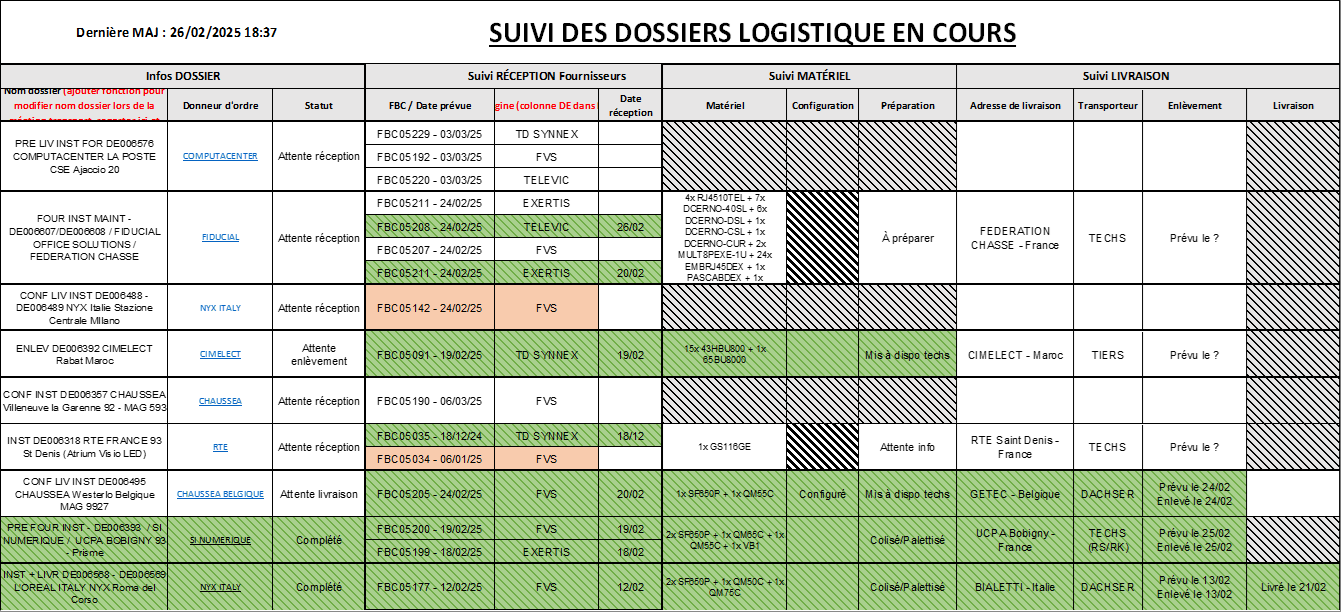 Dernière MAJ : 26/02/2025 18:37
SUIVI DES DOSSIERS LOGISTIQUE EN COURS
Infos DOSSIER
Suivi RÉCEPTION Fournisseurs
Suivi MATÉRIEL
Suivi LIVRAISON
Nom dossier (ajouter fonction pour
modifier nom dossier lors de la
Donneur d'ordre
Statut
FBC / Date prévue
gine (colonne DE dans
Date
réception
Matériel
Configuration
Préparation
Adresse de livraison
Transporteur
Enlèvement
Livraison
PRE LIV INST FOR DE006576
COMPUTACENTER LA POSTE
CSE Ajaccio 20
COMPUTACENTER
Attente réception
FBC05229 - 03/03/25
TD SYNNEX
FBC05192 - 03/03/25
FVS
FBC05220 - 03/03/25
TELEVIC
FOUR INST MAINT -
DE006607/DE006608 / FIDUCIAL
OFFICE SOLUTIONS /
FEDERATION CHASSE
FIDUCIAL
Attente réception
FBC05211 - 24/02/25
EXERTIS
FBC05208 - 24/02/25
TELEVIC
26/02
FBC05207 - 24/02/25
FVS
FBC05211 - 24/02/25
EXERTIS
20/02
4x RJ4510TEL + 7x
DCERNO-40SL + 6x
DCERNO-DSL + 1x
DCERNO-CSL + 1x
DCERNO-CUR + 2x
MULT8PEXE-1U + 24x
EMBRJ45DEX + 1x
PASCABDEX + 1x
À préparer
FEDERATION
CHASSE - France
TECHS
Prévu le ?
CONF LIV INST DE006488 -
DE006489 NYX Italie Stazione
Centrale MIlano
NYX ITALY
Attente réception
FBC05142 - 24/02/25
FVS
ENLEV DE006392 CIMELECT
Rabat Maroc
CIMELECT
Attente
enlèvement
FBC05091 - 19/02/25
TD SYNNEX
19/02
15x 43HBU800 + 1x
65BU8000
Mis à dispo techs
CIMELECT - Maroc
TIERS
Prévu le ?
CONF INST DE006357 CHAUSSEA
Villeneuve la Garenne 92 - MAG 593
CHAUSSEA
Attente réception
FBC05190 - 06/03/25
FVS
INST DE006318 RTE FRANCE 93
St Denis (Atrium Visio LED)
RTE
Attente réception
FBC05035 - 18/12/24
TD SYNNEX
18/12
FBC05034 - 06/01/25
FVS
1x GS116GE
Attente info
RTE Saint Denis -
France
TECHS
Prévu le ?
CONF LIV INST DE006495
CHAUSSEA Westerlo Belgique
MAG 9927
CHAUSSEA BELGIQUE
Attente livraison
FBC05205 - 24/02/25
FVS
20/02
1x SF650P + 1x QM55C
Configuré
Mis à dispo techs
GETEC - Belgique
DACHSER
Prévu le 24/02
Enlevé le 24/02
PRE FOUR INST - DE006393 / SI
NUMERIQUE / UCPA BOBIGNY 93
- Prisme
SI NUMERIQUE
Complété
FBC05200 - 19/02/25
FVS
19/02
FBC05199 - 18/02/25
EXERTIS
18/02
2x SF650P + 1x QM65C + 1x
QM55C + 1x VB1
Colisé/Palettisé
UCPA Bobigny -
France
TECHS
(RS/RK)
Prévu le 25/02
Enlevé le 25/02
INST + LIVR DE006568 - DE006569
L'OREAL ITALY NYX Roma del
Corso
NYX ITALY
Complété
FBC05177 - 12/02/25
FVS
12/02
2x SF650P + 1x QM50C + 1x
QM75C
Colisé/Palettisé
BIALETTI - Italie
DACHSER
Prévu le 13/02
Enlevé le 13/02
Livré le 21/02